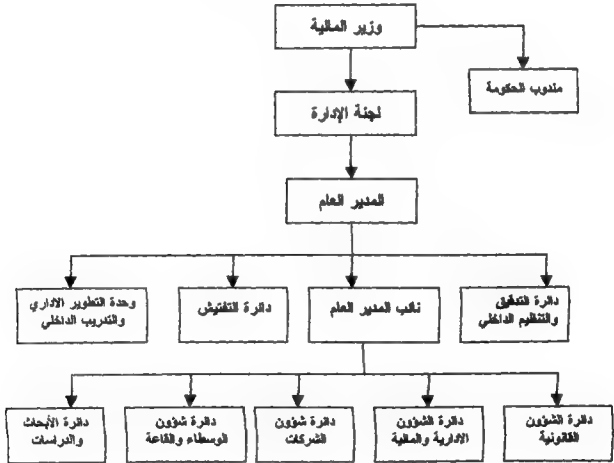 وزير المالية
مندوب الحكومة
لجنة الإدارة
المدير العام
دائرة التدقيق
والتنظيم الداخلي
نائب المدير العام
دائرة التفتيش
وحدة التطوير الاداري
والتدريب الداخلي
دائرة الشؤون
القانونية
دائرة الشؤون
الادارية والمالية
دائرة شؤون
الشركات
دائرة شؤون
الوسطاء والقاعة
دائرة الأبحاث
والدراسات